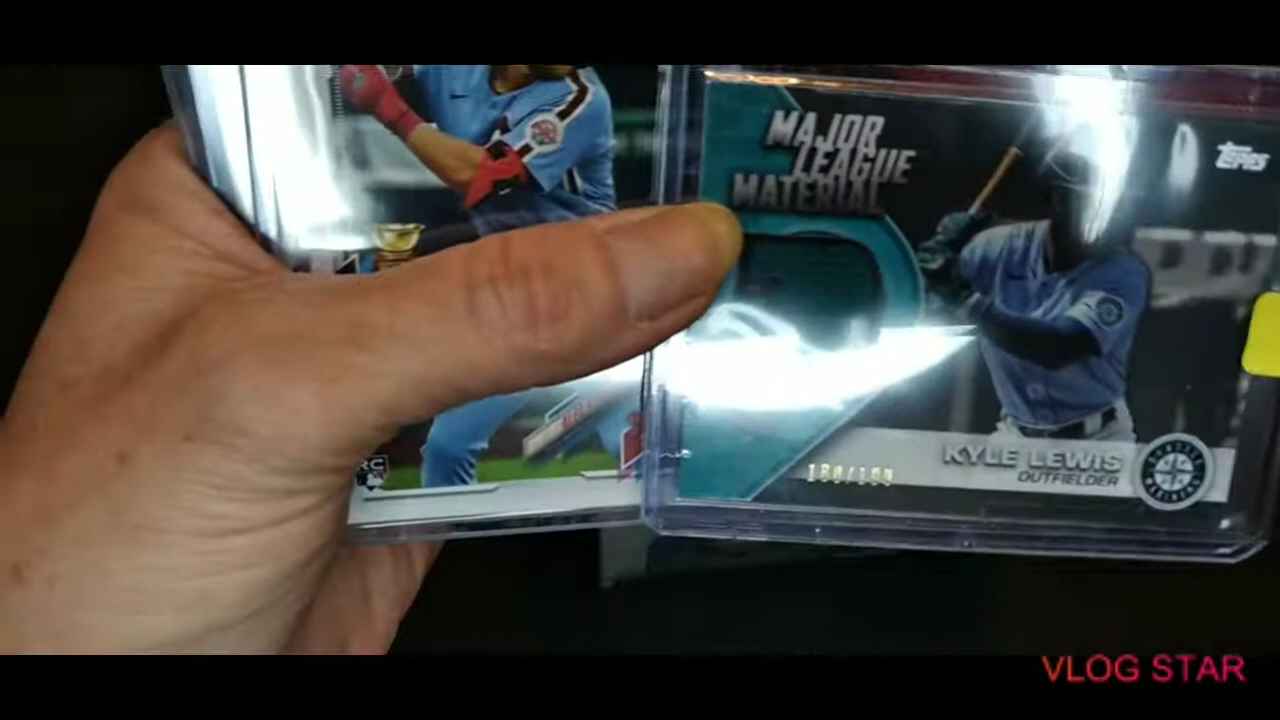 MAJOR
LEAGUE
MATERIAL
TOPPS
RC
KYLE LEWIS
OUTFIELDER
VLOG STAR